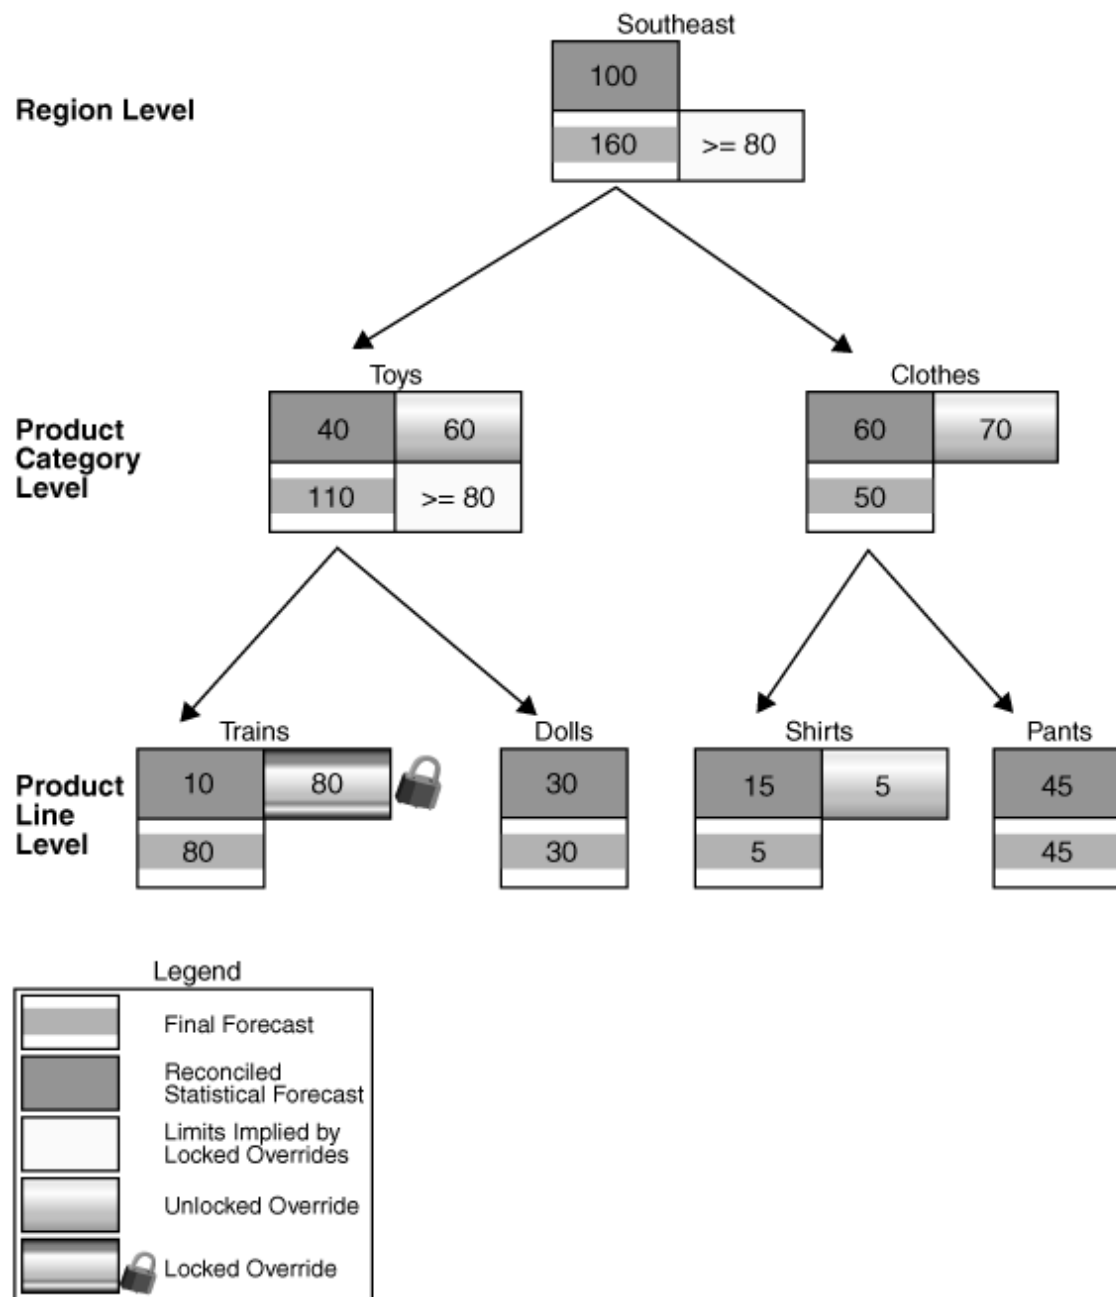 Southeast
100
Region Level
160
>= 80
Toys
Clothes
Product
Category
Level
40
60
60
70
110
>= 80
50
Trains
Dolls
Shirts
Pants
Product
Line
Level
10
80
30
15
5
45
80
30
5
45
Legend
Final Forecast
Reconciled
Statistical Forecast
Limits Implied by
Locked Overrides
Unlocked Override
Locked Override